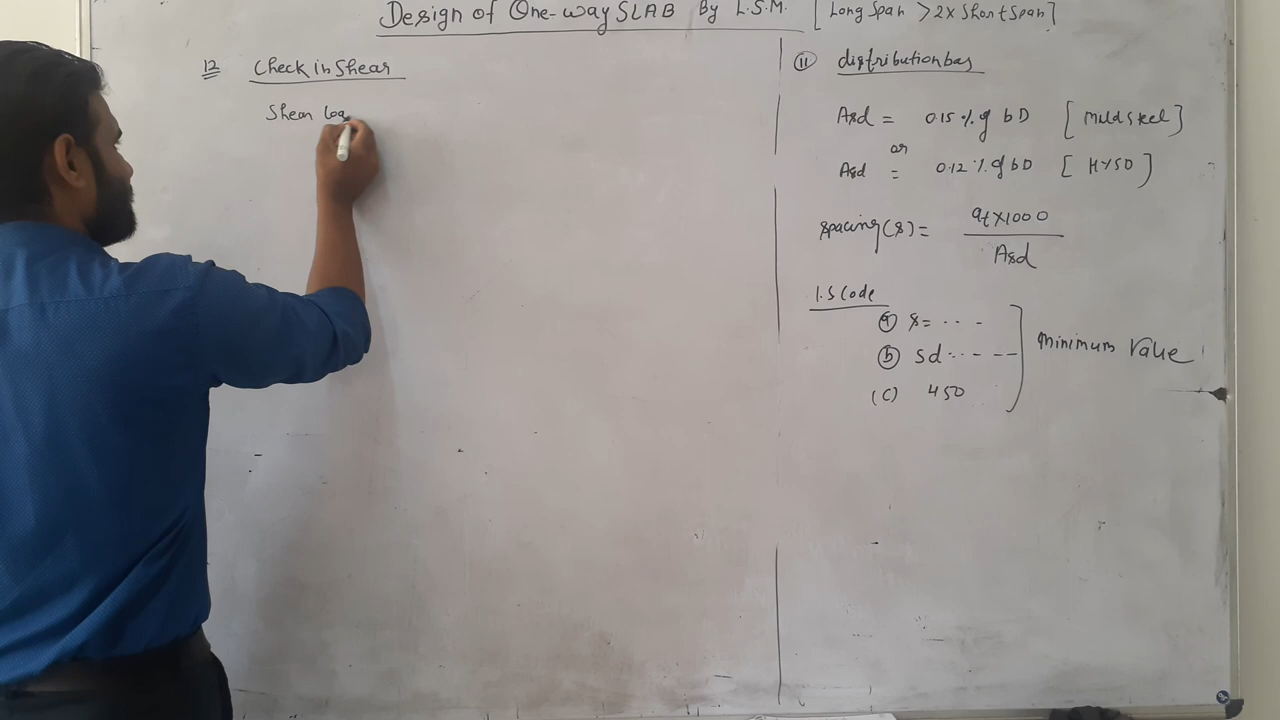 Design of One-way SLAB By L.S.M. [Long Span > 2x Short Span]
12 Check in Shear
Shear loa
11 distribution bar
Asd = 0.15 % of bD [Mild Steel]
or
Asd = 0.12 % of bD [HYSD]
spacing (s) = at x 1000 / Asd
I.S Code
(a) s = ...
(b) 5d ... --
(c) 450
minimum value